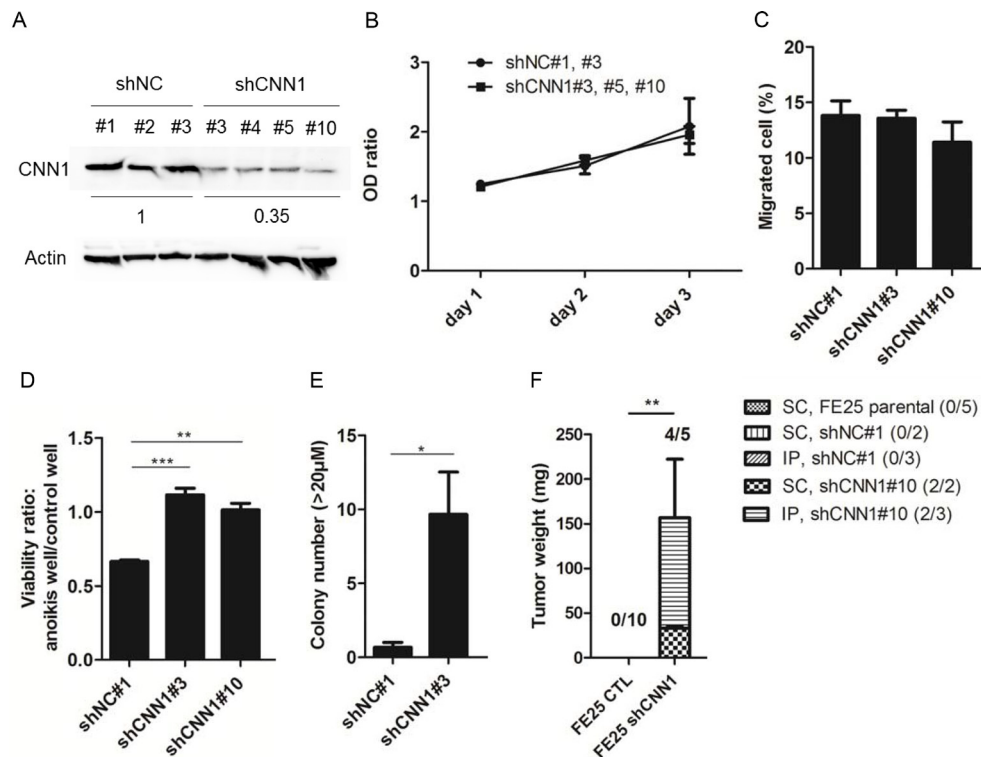 A
shNC shCNN1
#1 #2 #3 #3 #4 #5 #10
CNN1
1 0.35
Actin
B
shNC#1, #3
shCNN1#3, #5, #10
OD ratio
3
2
1
0
day 1 day 2 day 3
C
Migrated cell (%)
20
15
10
5
0
shNC#1 shCNN1#3 shCNN1#10
D
Viability ratio:
anoikis well/control well
1.5
1.0
0.5
0.0
**
***
shNC#1 shCNN1#3 shCNN1#10
E
Colony number (>20μM)
15
10
5
0
*
shNC#1 shCNN1#3
F
Tumor weight (mg)
250
200
150
100
50
0
**
4/5
0/10
FE25 CTL FE25 shCNN1
SC, FE25 parental (0/5)
SC, shNC#1 (0/2)
IP, shNC#1 (0/3)
SC, shCNN1#10 (2/2)
IP, shCNN1#10 (2/3)